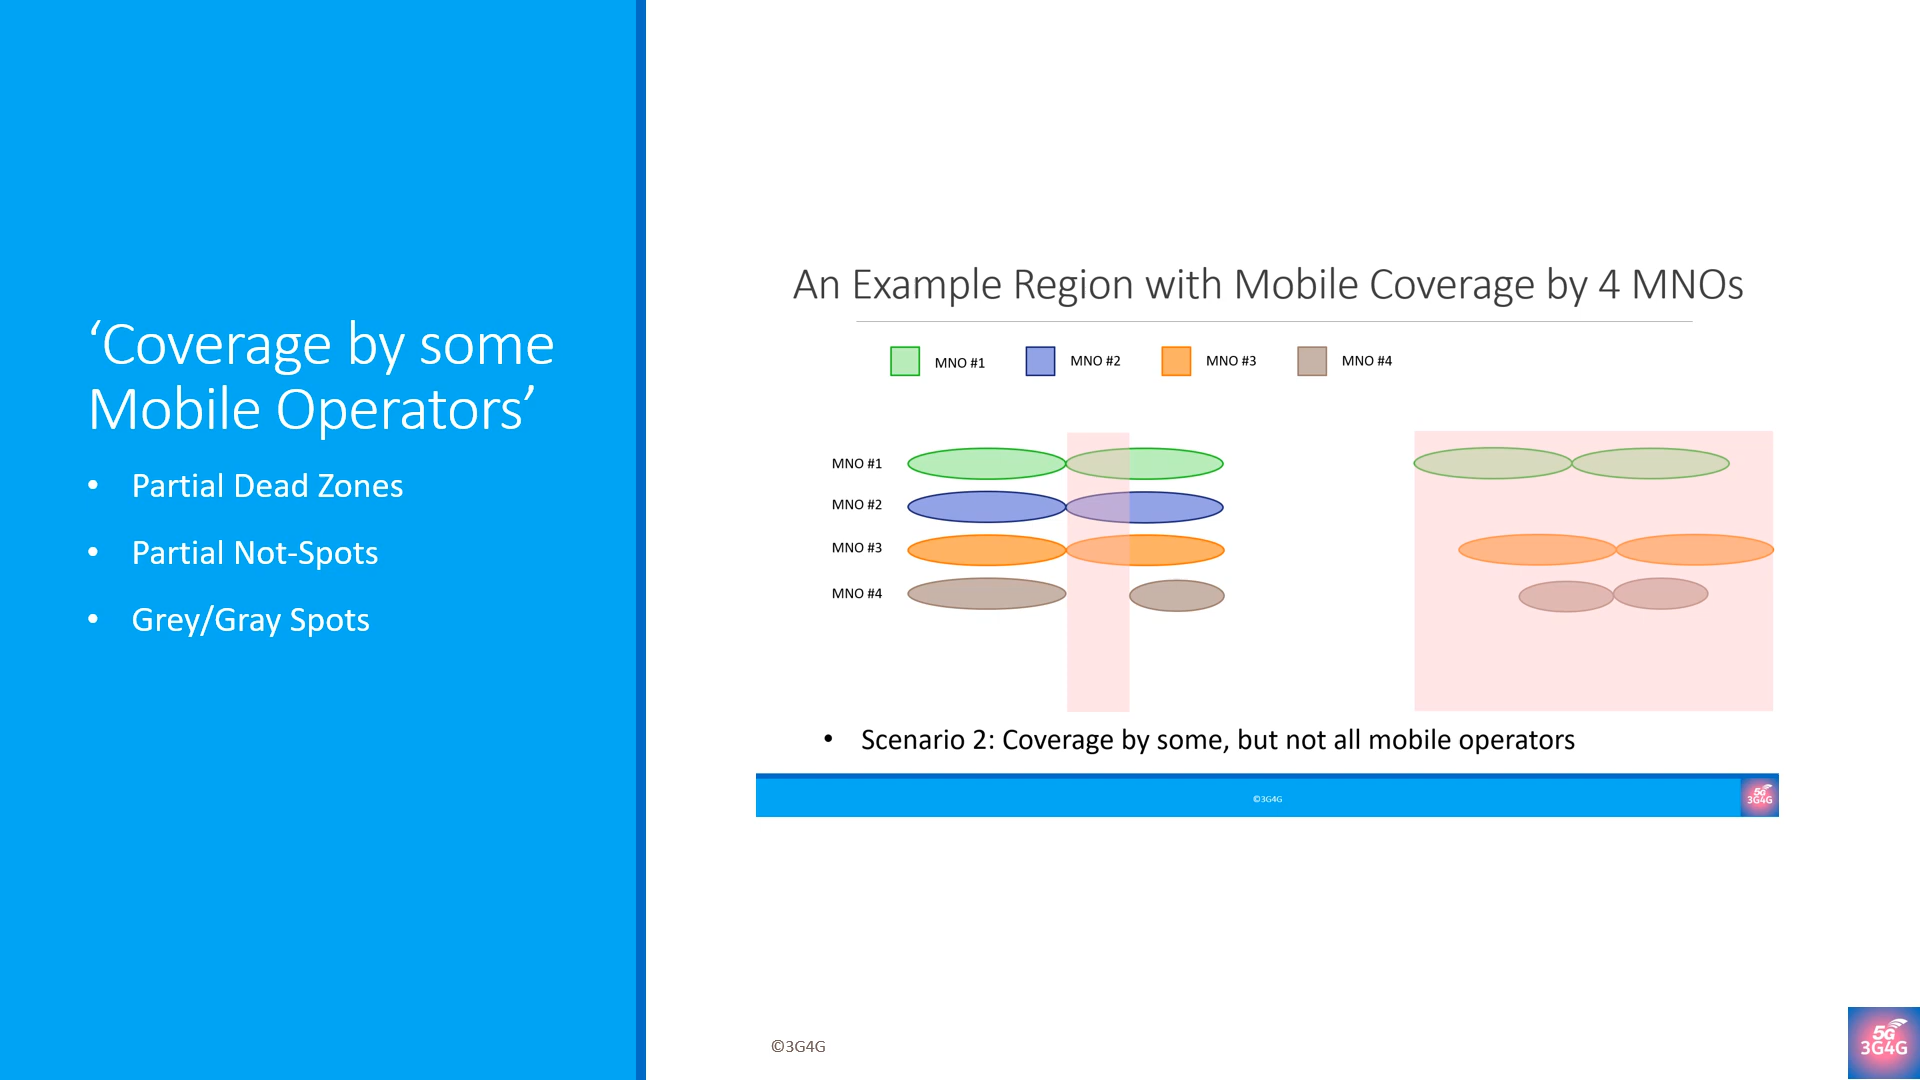 ‘Coverage by some
Mobile Operators’
• Partial Dead Zones
• Partial Not-Spots
• Grey/Gray Spots
An Example Region with Mobile Coverage by 4 MNOs
MNO #1 MNO #2 MNO #3 MNO #4
MNO #1
MNO #2
MNO #3
MNO #4
• Scenario 2: Coverage by some, but not all mobile operators
©3G4G
5G
3G4G
©3G4G
5G
3G4G